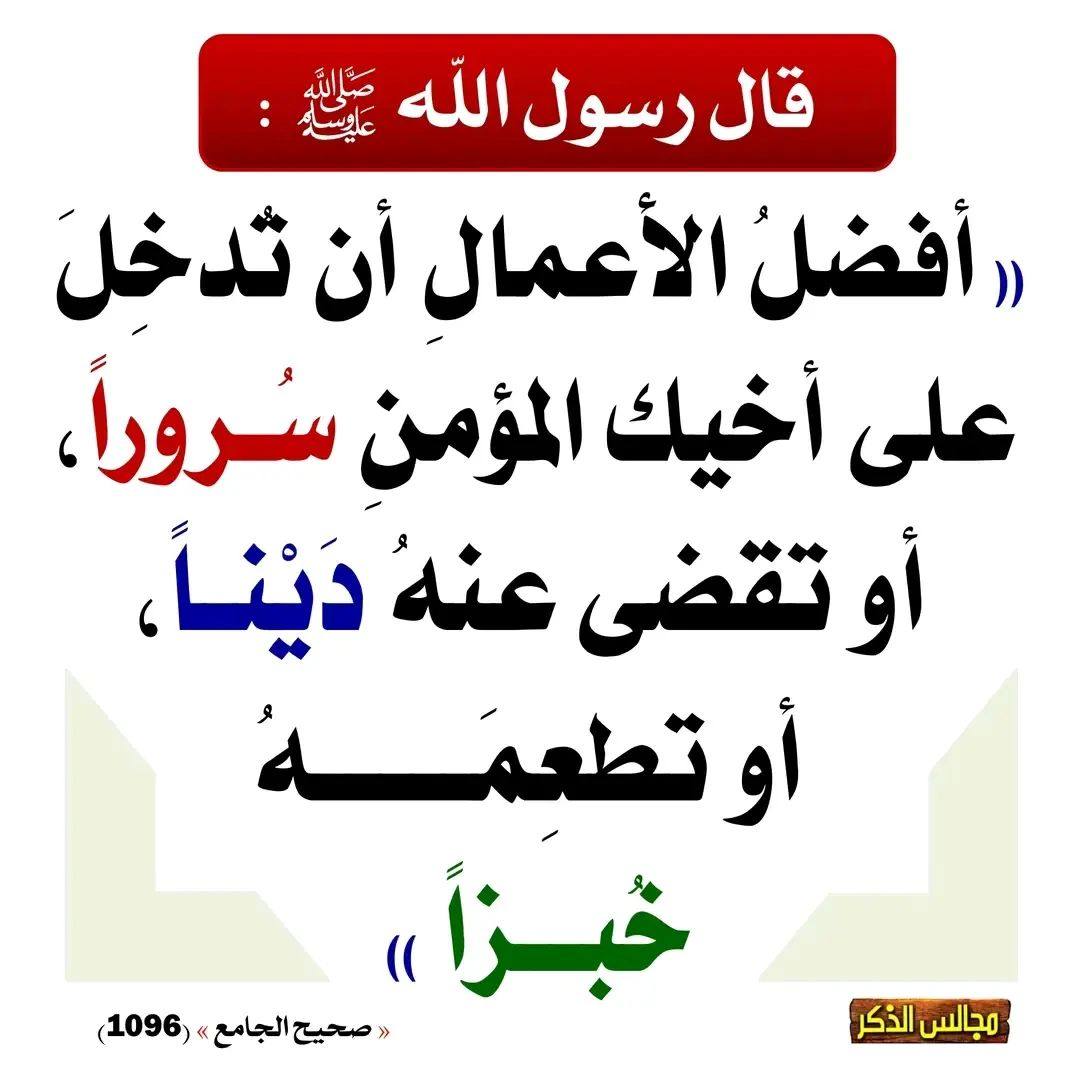 قال رسول الله ﷺ :
(( أفضلُ الأعمالِ أن تُدخِلَ
على أخيك المؤمنِ سُروراً ،
أو تقضى عنهُ دَيْناً ،
أو تطعِمَهُ
خُبزاً ))
« صحيح الجامع » (1096)
مجالس الذكر